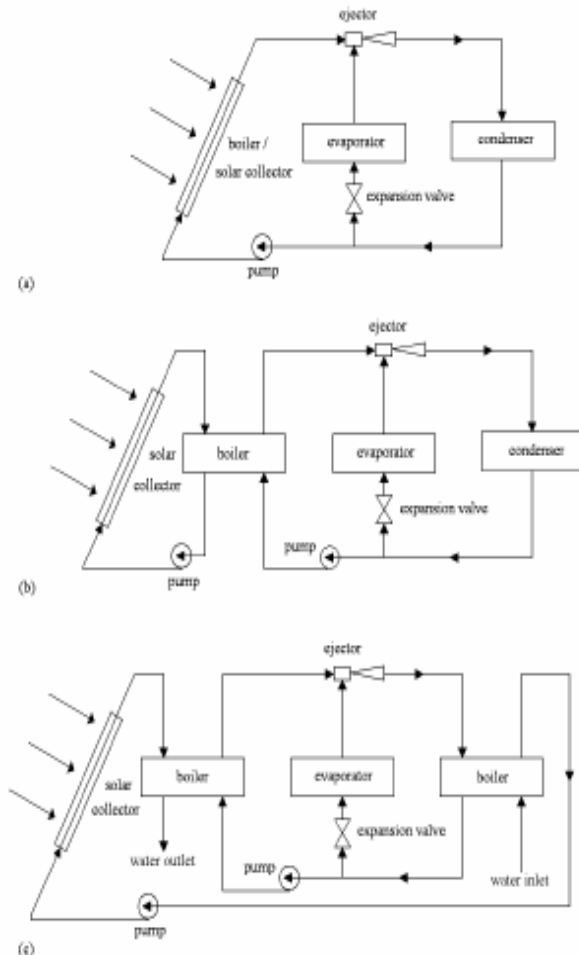 ejector
evaporator
condenser
boiler /
solar collector
expansion valve
pump
(a)
ejector
solar
collector
boiler
evaporator
condenser
expansion valve
pump
pump
(b)
ejector
solar
collector
boiler
evaporator
boiler
expansion valve
water outlet
pump
water inlet
pump
(c)